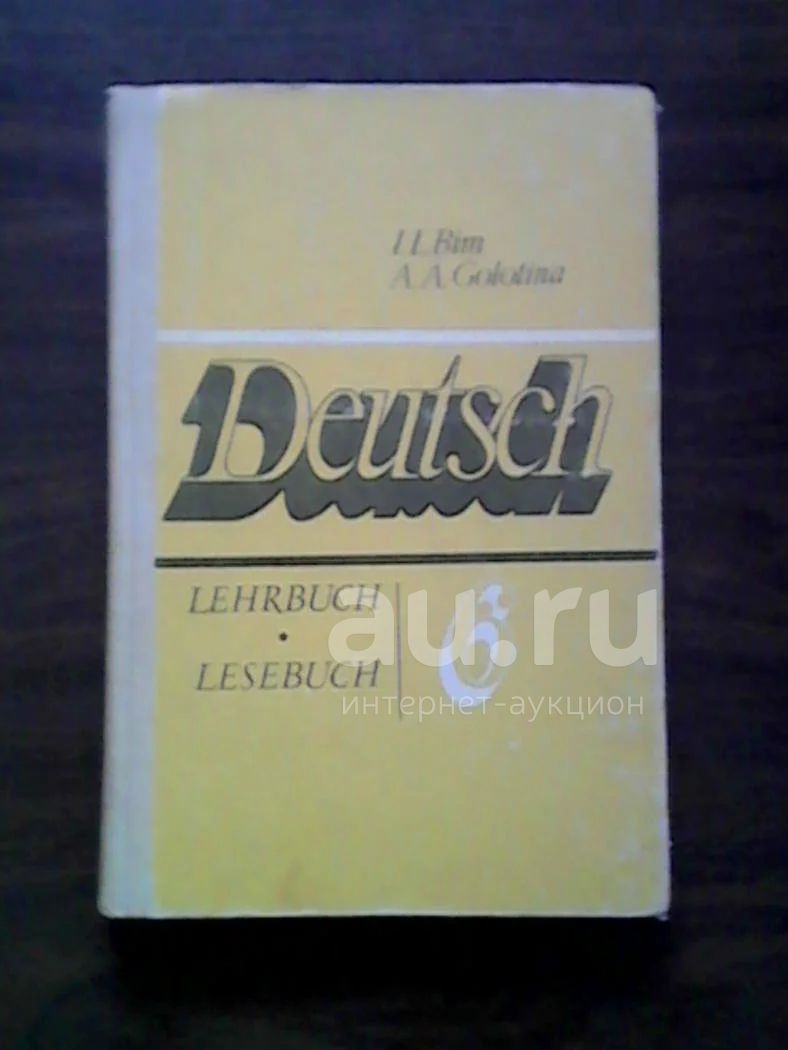 I.L.Bim
A.A.Golotina
Deutsch
LEHRBUCH
•
LESEBUCH
6
au.ru
интернет-аукцион